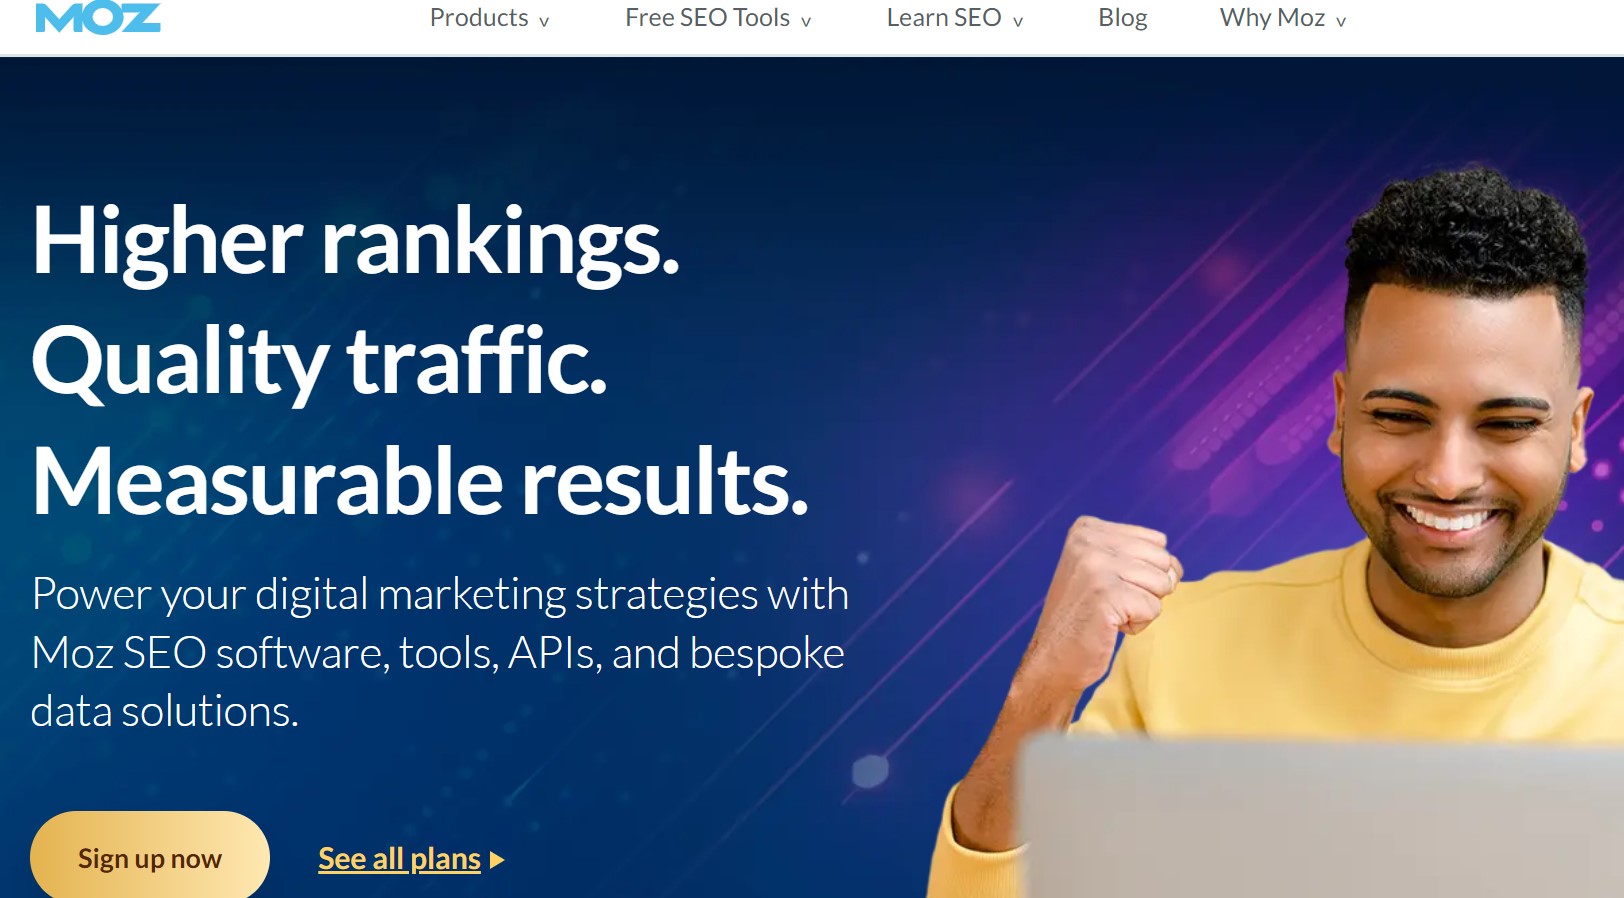 MOZ
Products
Free SEO Tools
Learn SEO
Blog
Why Moz
Higher rankings.
Quality traffic.
Measurable results.
Power your digital marketing strategies with
Moz SEO software, tools, APIs, and bespoke
data solutions.
Sign up now
See all plans